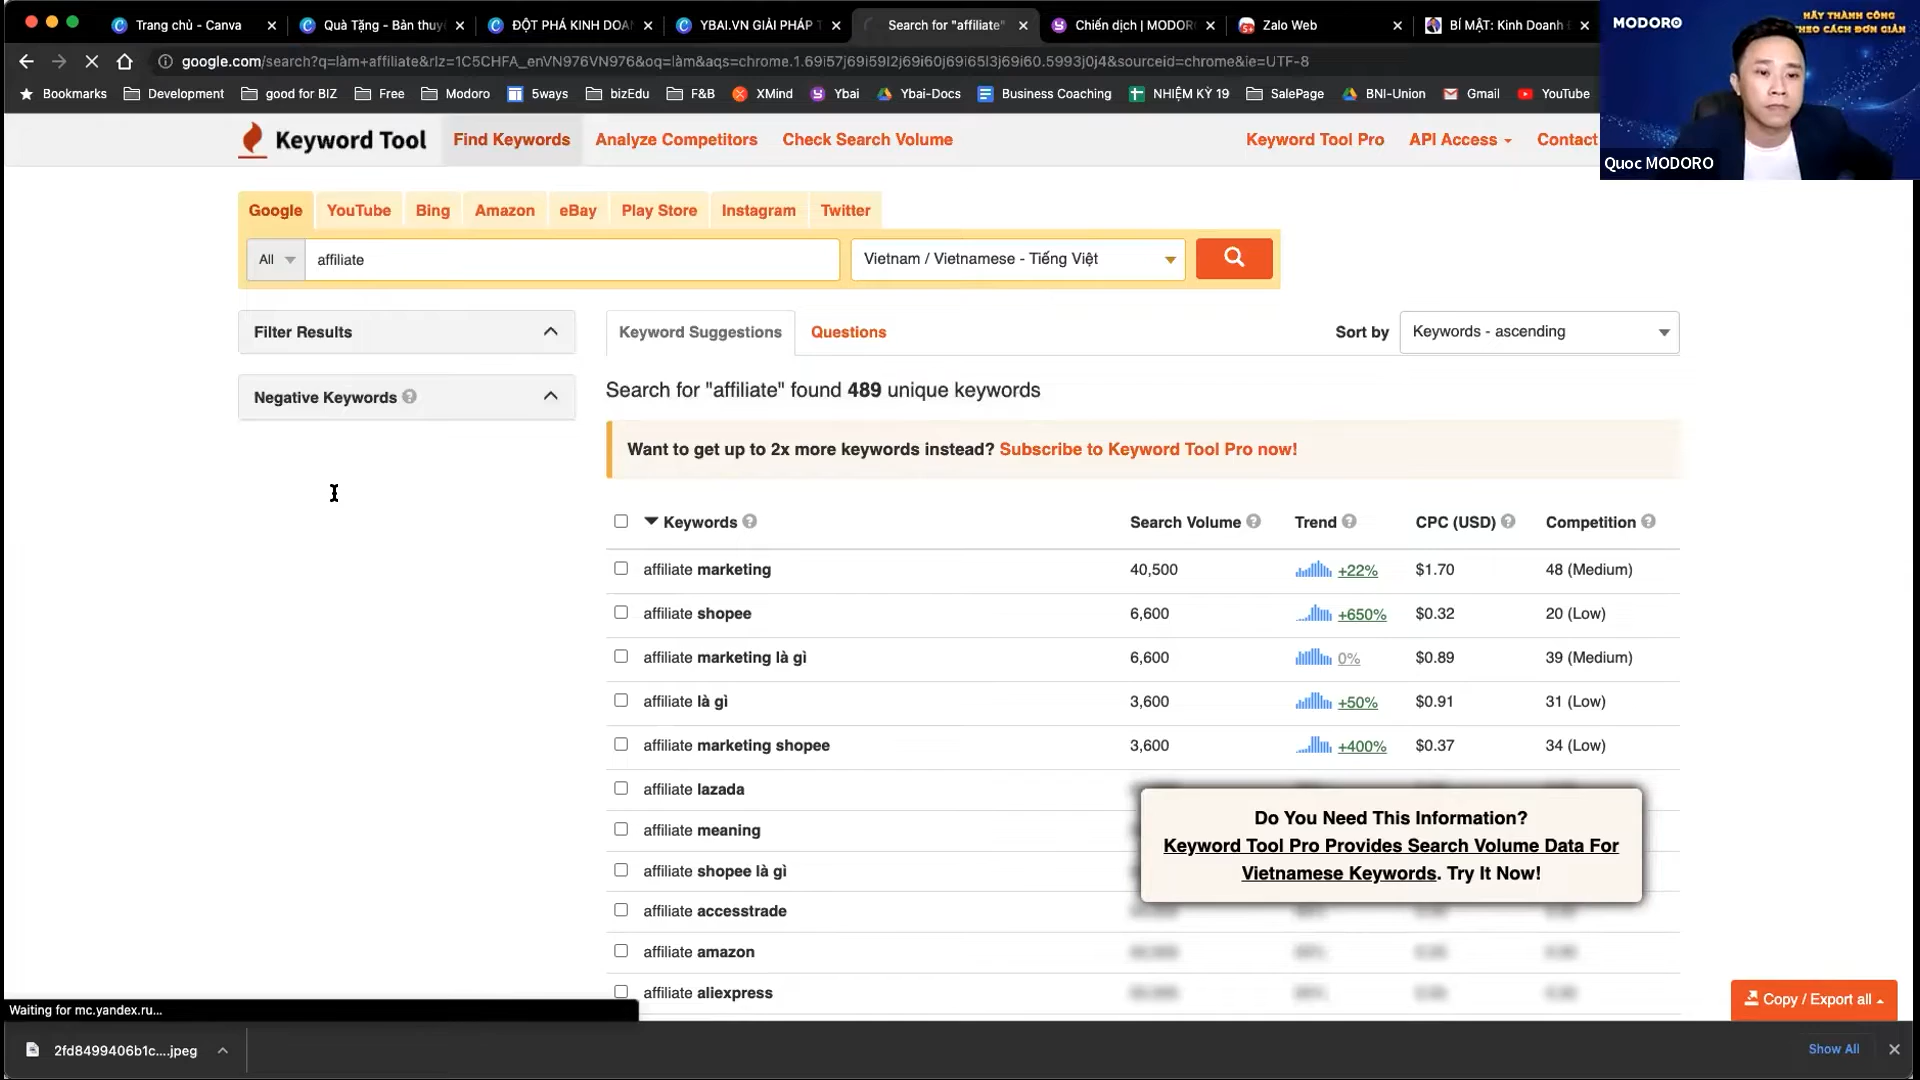 Trang chủ - Canva
Quà Tặng - Bản thuyế
ĐỘT PHÁ KINH DOAN
YBAI.VN GIẢI PHÁP T
Search for "affiliate"
Chiến dịch | MODORO
Zalo Web
BÍ MẬT: Kinh Doanh
google.com/search?q=làm+affiliate&rlz=1C5CHFA_enVN976VN976&oq=làm&aqs=chrome.1.69i57j69i59l2j69i60j69i65l3j69i60.5993j0j4&sourceid=chrome&ie=UTF-8
Bookmarks
Development
good for BIZ
Free
Modoro
5ways
bizEdu
F&B
XMind
Ybai
Ybai-Docs
Business Coaching
NHIỆM KỲ 19
SalePage
BNI-Union
Gmail
YouTube
MODORO
HÃY THÀNH CÔNG
THEO CÁCH ĐƠN GIẢN
Quoc MODORO
Keyword Tool
Find Keywords
Analyze Competitors
Check Search Volume
Keyword Tool Pro
API Access
Contact
Google
YouTube
Bing
Amazon
eBay
Play Store
Instagram
Twitter
All
affiliate
Vietnam / Vietnamese - Tiếng Việt
Filter Results
Negative Keywords
Keyword Suggestions
Questions
Sort by
Keywords - ascending
Search for "affiliate" found 489 unique keywords
Want to get up to 2x more keywords instead? Subscribe to Keyword Tool Pro now!
Keywords Search Volume Trend CPC (USD) Competition
affiliate marketing 40,500 +22% $1.70 48 (Medium)
affiliate shopee 6,600 +650% $0.32 20 (Low)
affiliate marketing là gì 6,600 0% $0.89 39 (Medium)
affiliate là gì 3,600 +50% $0.91 31 (Low)
affiliate marketing shopee 3,600 +400% $0.37 34 (Low)
affiliate lazada
affiliate meaning
affiliate shopee là gì
affiliate accesstrade
affiliate amazon
affiliate aliexpress
Do You Need This Information?
Keyword Tool Pro Provides Search Volume Data For
Vietnamese Keywords. Try It Now!
Copy / Export all
Waiting for mc.yandex.ru...
2fd8499406b1c....jpeg
Show All